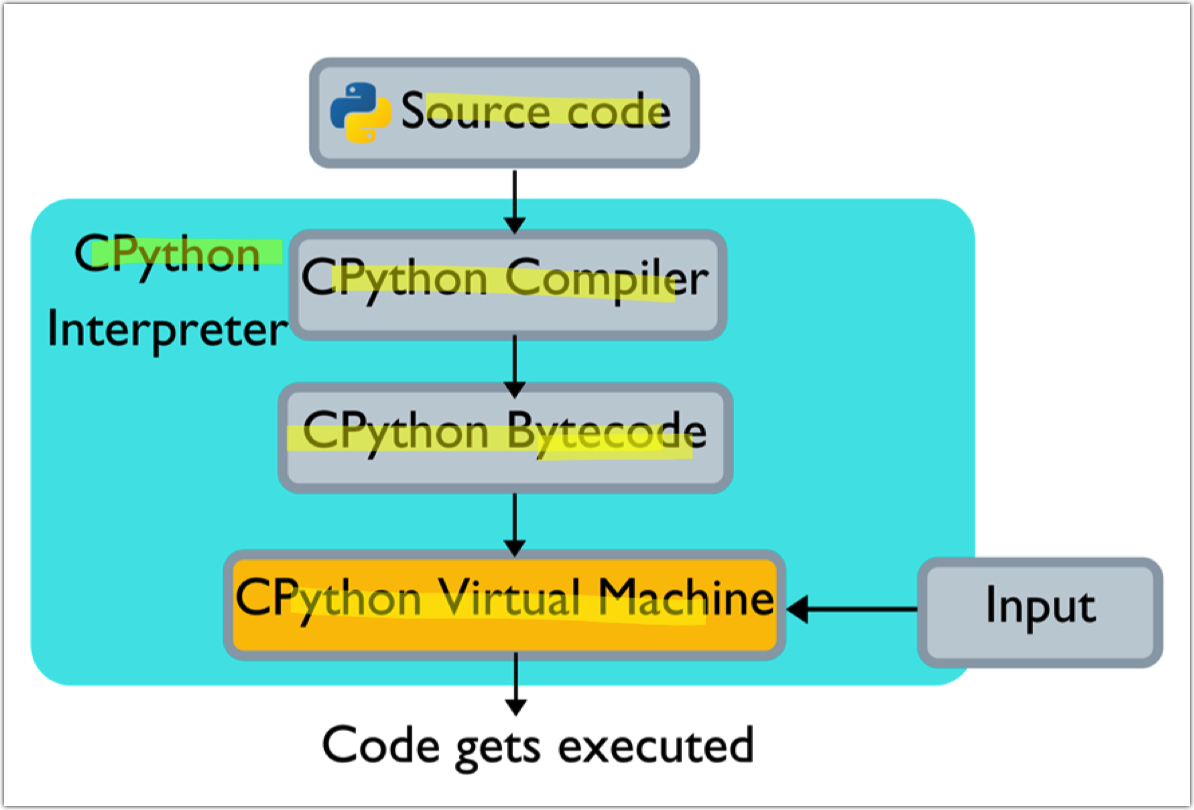 Source code
CPython
Interpreter
CPython Compiler
CPython Bytecode
CPython Virtual Machine
Input
Code gets executed